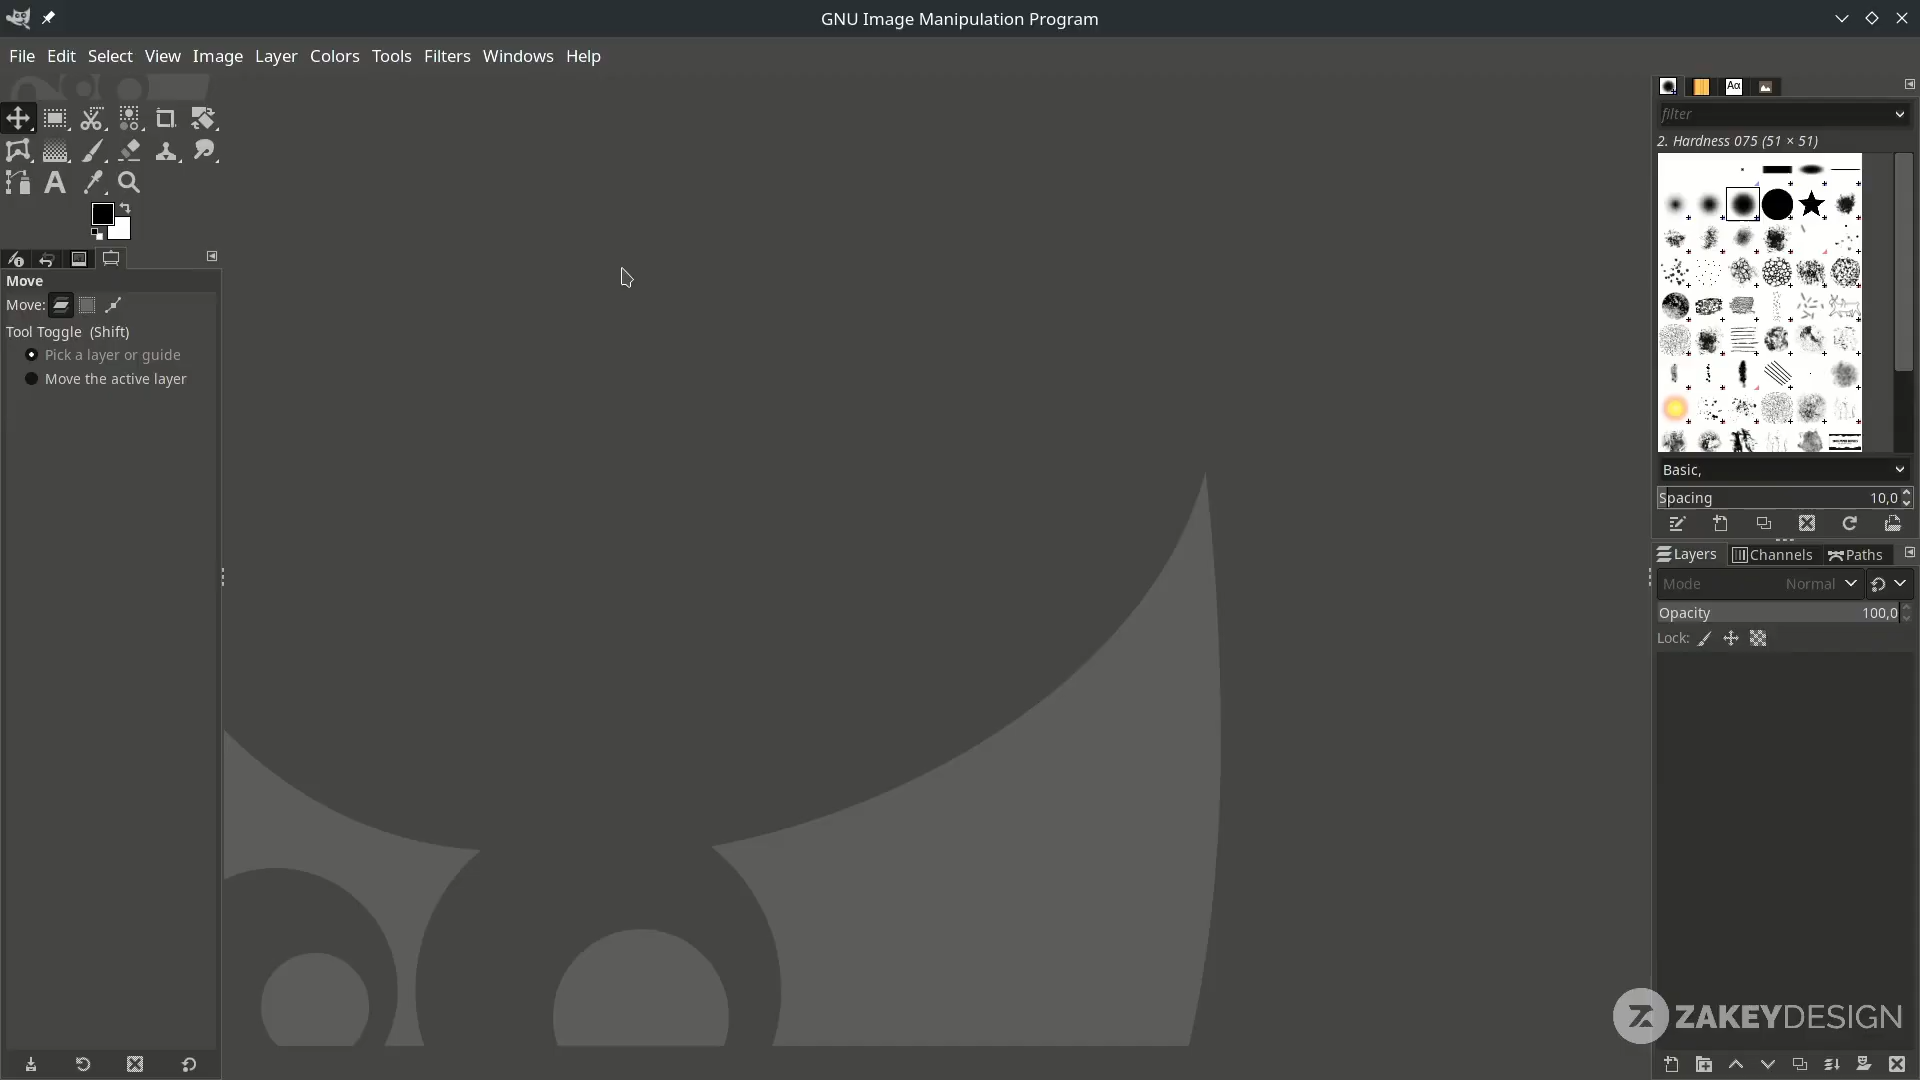 GNU Image Manipulation Program
File Edit Select View Image Layer Colors Tools Filters Windows Help
Aα
filter
2. Hardness 075 (51 × 51)
Move
Move:
Tool Toggle (Shift)
Pick a layer or guide
Move the active layer
Basic,
Spacing 10,0
Layers Channels Paths
Mode Normal
Opacity 100,0
Lock:
ZAKEYDESIGN